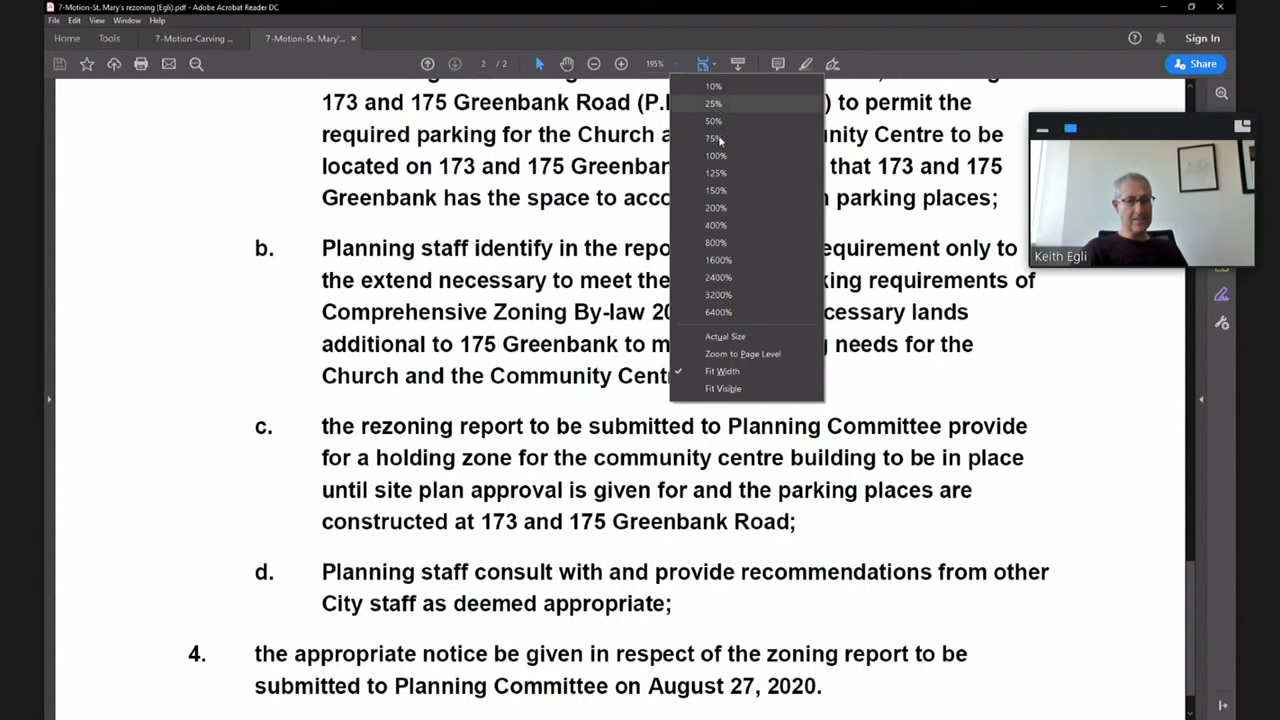 7-Motion-St. Mary's rezoning (Egli).pdf - Adobe Acrobat Reader DC
File Edit View Window Help
Home Tools 7-Motion-Carving ... 7-Motion-St. Mary'... × Sign In
2 / 2 195% Share
10%
25%
50%
75%
100%
125%
150%
200%
400%
800%
1600%
2400%
3200%
6400%
Actual Size
Zoom to Page Level
Fit Width
Fit Visible
173 and 175 Greenbank Road (P.I ) to permit the
required parking for the Church a unity Centre to be
located on 173 and 175 Greenba that 173 and 175
Greenbank has the space to acco parking places;
b. Planning staff identify in the repo equirement only to
the extend necessary to meet the king requirements of
Comprehensive Zoning By-law 20 cessary lands
additional to 175 Greenbank to m needs for the
Church and the Community Cent
c. the rezoning report to be submitted to Planning Committee provide
for a holding zone for the community centre building to be in place
until site plan approval is given for and the parking places are
constructed at 173 and 175 Greenbank Road;
d. Planning staff consult with and provide recommendations from other
City staff as deemed appropriate;
4. the appropriate notice be given in respect of the zoning report to be
submitted to Planning Committee on August 27, 2020.
Keith Egli